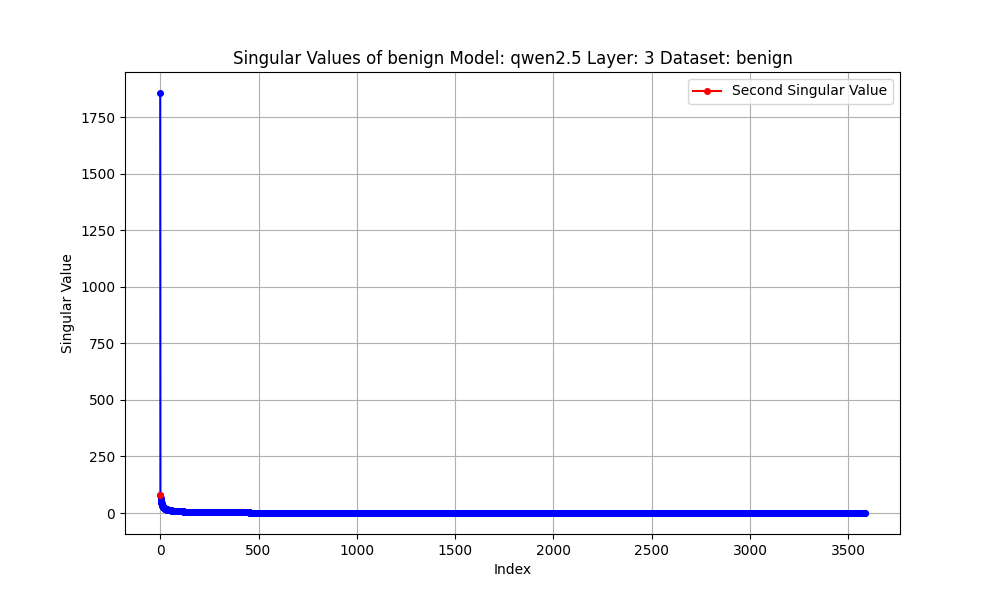 Singular Values of benign Model: qwen2.5 Layer: 3 Dataset: benign
Second Singular Value
1750
1500
1250
1000
750
500
250
0
Singular Value
0 500 1000 1500 2000 2500 3000 3500
Index